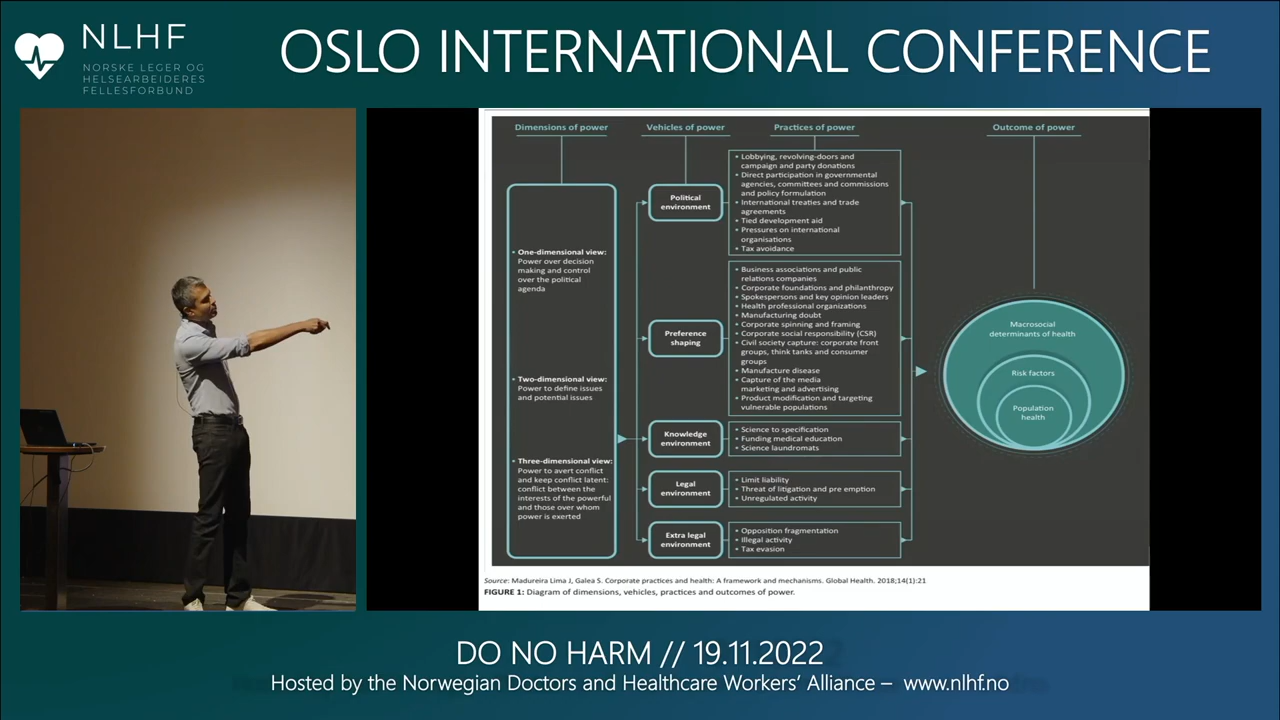 NLHF
NORSKE LEGER OG
HELSEARBEIDERES
FELLESFORBUND
OSLO INTERNATIONAL CONFERENCE
Dimensions of power
Vehicles of power
Practices of power
Outcome of power
• One-dimensional view:
Power over decision
making and control
over the political
agenda
• Two-dimensional view:
Power to define issues
and potential issues
• Three-dimensional view:
Power to avert conflict
and keep conflict latent:
conflict between the
interests of the powerful
and those over whom
power is exerted
Political
environment
• Lobbying, revolving-doors and
campaign and party donations
• Direct participation in governmental
agencies, committees and commissions
and policy formulation
• International treaties and trade
agreements
• Tied development aid
• Pressures on international
organisations
• Tax avoidance
Preference
shaping
• Business associations and public
relations companies
• Corporate foundations and philanthropy
• Spokespersons and key opinion leaders
• Health professional organizations
• Manufacturing doubt
• Corporate spinning and framing
• Corporate social responsibility (CSR)
• Civil society capture: corporate front
groups, think tanks and consumer
groups
• Manufacture disease
• Capture of the media
marketing and advertising
• Product modification and targeting
vulnerable populations
Knowledge
environment
• Science to specification
• Funding medical education
• Science laundromats
Legal
environment
• Limit liability
• Threat of litigation and pre emption
• Unregulated activity
Extra legal
environment
• Opposition fragmentation
• Illegal activity
• Tax evasion
Macrosocial
determinants of health
Risk factors
Population
health
Source: Madureira Lima J, Galea S. Corporate practices and health: A framework and mechanisms. Global Health. 2018;14(1):21
FIGURE 1: Diagram of dimensions, vehicles, practices and outcomes of power.
DO NO HARM // 19.11.2022
Hosted by the Norwegian Doctors and Healthcare Workers' Alliance – www.nlhf.no